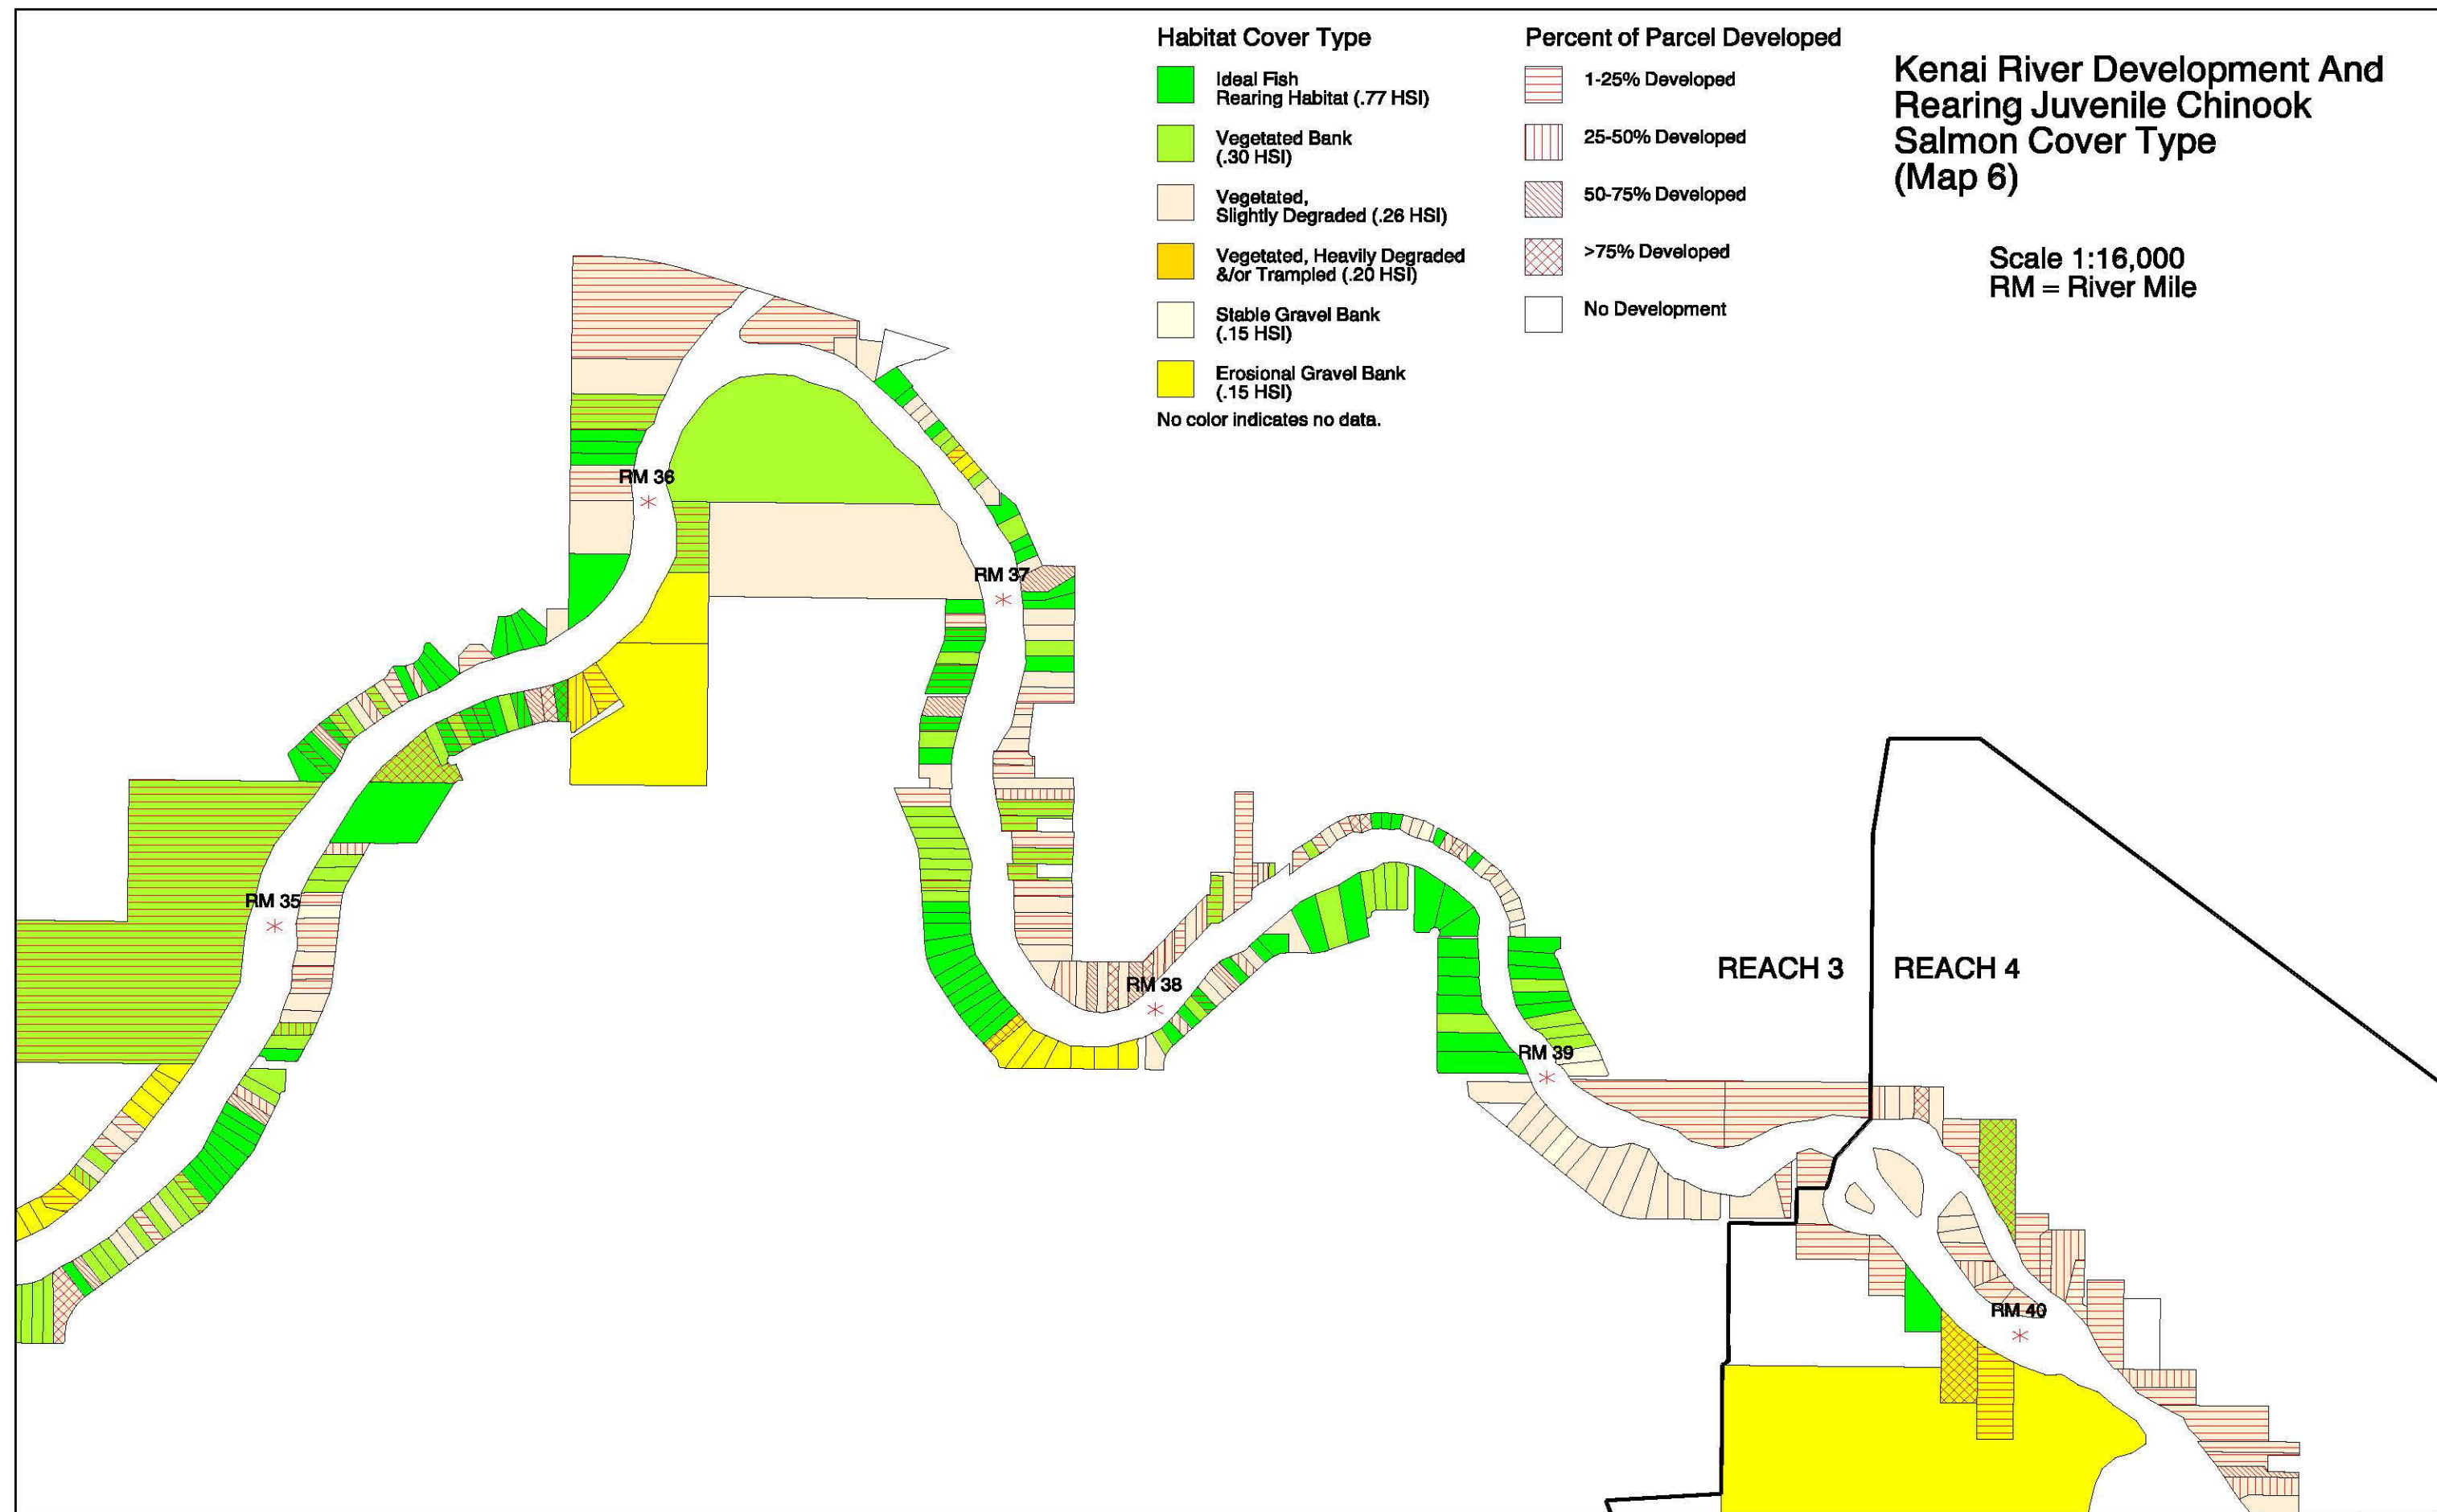 Kenai River Development And
Rearing Juvenile Chinook
Salmon Cover Type
(Map 6)
Scale 1:16,000
RM = River Mile
Habitat Cover Type
Ideal Fish
Rearing Habitat (.77 HSI)
Vegetated Bank
(.30 HSI)
Vegetated,
Slightly Degraded (.26 HSI)
Vegetated, Heavily Degraded
&/or Trampled (.20 HSI)
Stable Gravel Bank
(.15 HSI)
Erosional Gravel Bank
(.15 HSI)
No color indicates no data.
Percent of Parcel Developed
1-25% Developed
25-50% Developed
50-75% Developed
>75% Developed
No Development
RM 36
RM 37
RM 35
RM 38
REACH 3
REACH 4
RM 39
RM 40